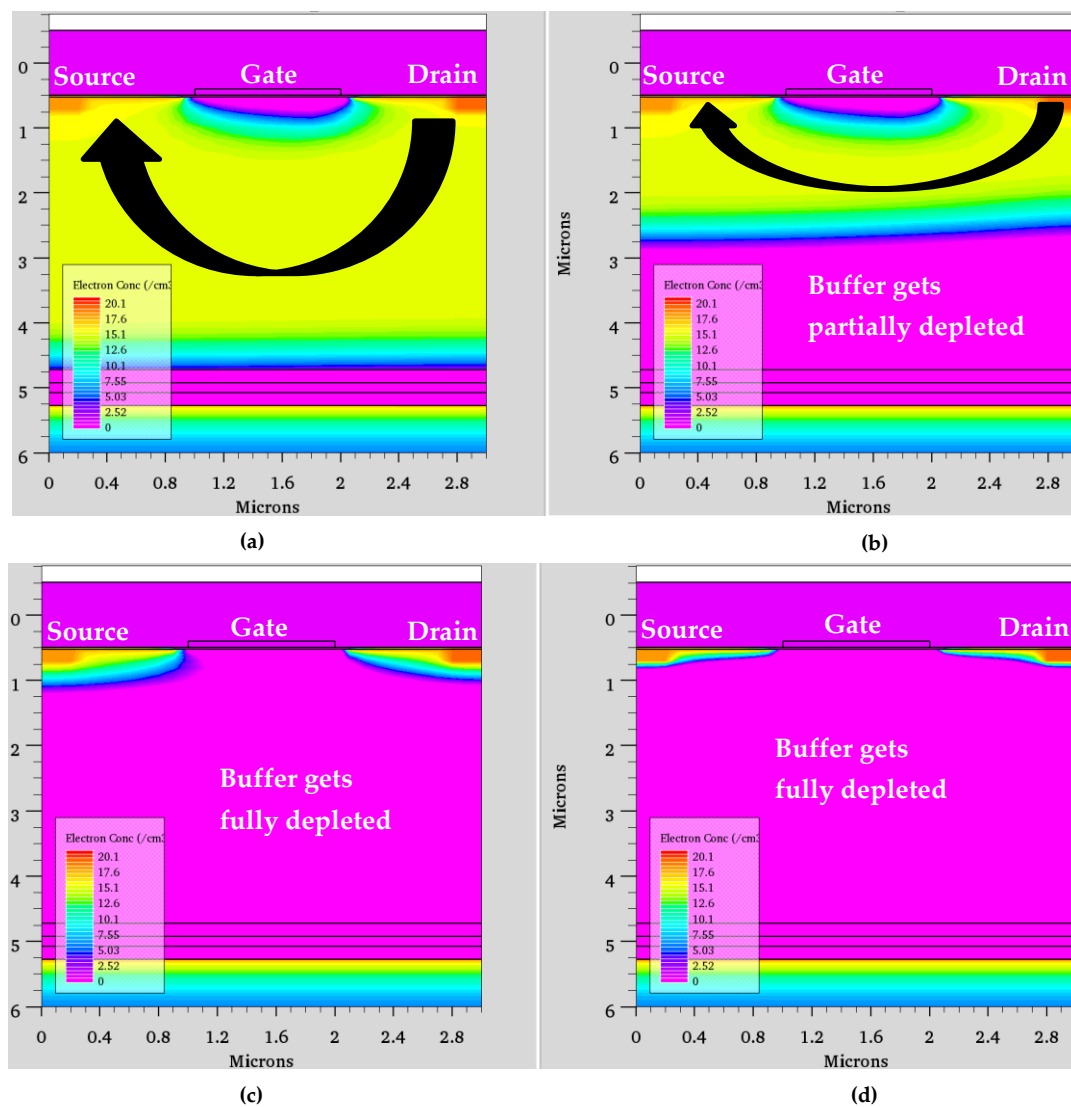 Source Gate Drain
0
1
2
3
4
5
6
Electron Conc (/cm3
20.1
17.6
15.1
12.6
10.1
7.55
5.03
2.52
0
0 0.4 0.8 1.2 1.6 2 2.4 2.8
Microns
(a)
Source Gate Drain
Microns
0
1
2
3
4
5
6
Buffer gets
partially depleted
Electron Conc (/cm3
20.1
17.6
15.1
12.6
10.1
7.55
5.03
2.52
0
0 0.4 0.8 1.2 1.6 2 2.4 2.8
Microns
(b)
Source Gate Drain
0
1
2
3
4
5
6
Buffer gets
fully depleted
Electron Conc (/cm3
20.1
17.6
15.1
12.6
10.1
7.55
5.03
2.52
0
0 0.4 0.8 1.2 1.6 2 2.4 2.8
Microns
(c)
Source Gate Drain
Microns
0
1
2
3
4
5
6
Buffer gets
fully depleted
Electron Conc (/cm3
20.1
17.6
15.1
12.6
10.1
7.55
5.03
2.52
0
0 0.4 0.8 1.2 1.6 2 2.4 2.8
Microns
(d)